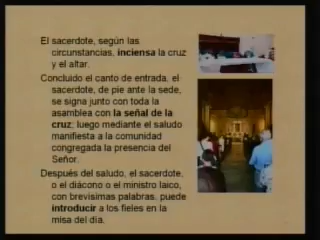 El sacerdote, según las
circunstancias, inciensa la cruz
y el altar.
Concluido el canto de entrada, el
sacerdote, de pie ante la sede,
se signa junto con toda la
asamblea con la señal de la
cruz; luego mediante el saludo
manifiesta a la comunidad
congregada la presencia del
Señor.
Después del saludo, el sacerdote,
o el diácono o el ministro laico,
con brevisimas palabras, puede
introducir a los fieles en la
misa del día.